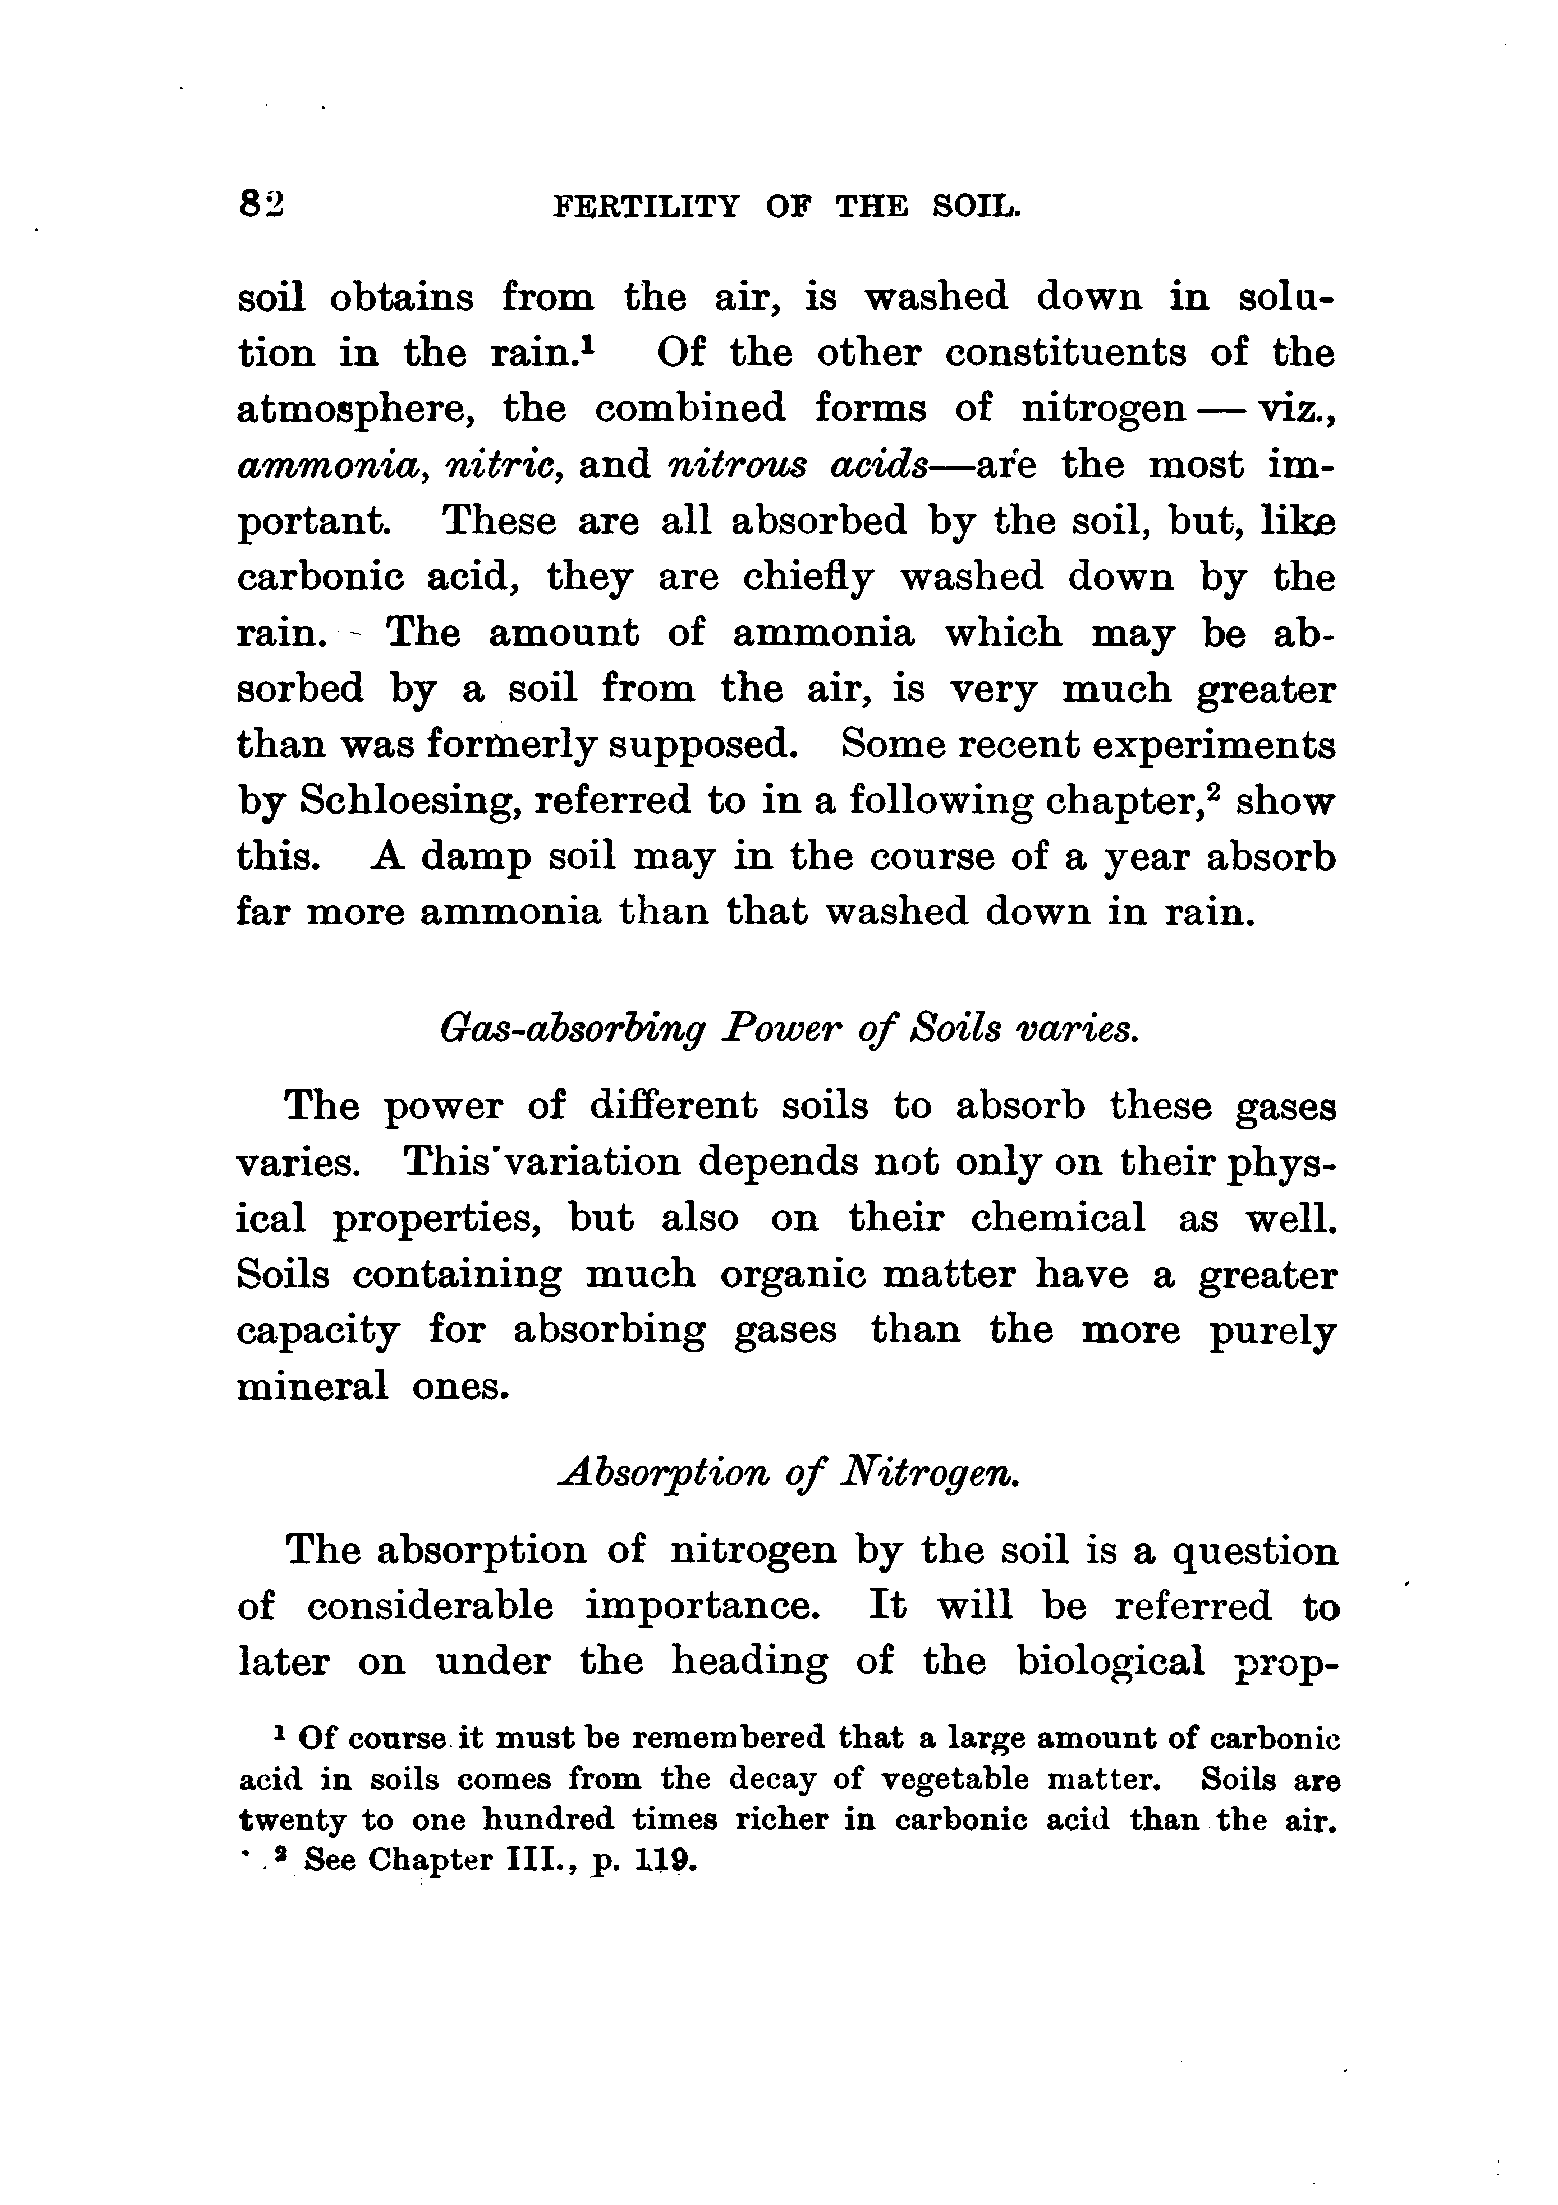 82 FERTILITY OF THE SOIL.
soil obtains from the air, is washed down in solu-
tion in the rain.¹ Of the other constituents of the
atmosphere, the combined forms of nitrogen — viz.,
ammonia, nitric, and nitrous acids—are the most im-
portant. These are all absorbed by the soil, but, like
carbonic acid, they are chiefly washed down by the
rain. The amount of ammonia which may be ab-
sorbed by a soil from the air, is very much greater
than was formerly supposed. Some recent experiments
by Schloesing, referred to in a following chapter,² show
this. A damp soil may in the course of a year absorb
far more ammonia than that washed down in rain.
Gas-absorbing Power of Soils varies.
The power of different soils to absorb these gases
varies. This variation depends not only on their phys-
ical properties, but also on their chemical as well.
Soils containing much organic matter have a greater
capacity for absorbing gases than the more purely
mineral ones.
Absorption of Nitrogen.
The absorption of nitrogen by the soil is a question
of considerable importance. It will be referred to
later on under the heading of the biological prop-
¹ Of course it must be remembered that a large amount of carbonic
acid in soils comes from the decay of vegetable matter. Soils are
twenty to one hundred times richer in carbonic acid than the air.
² See Chapter III., p. 119.